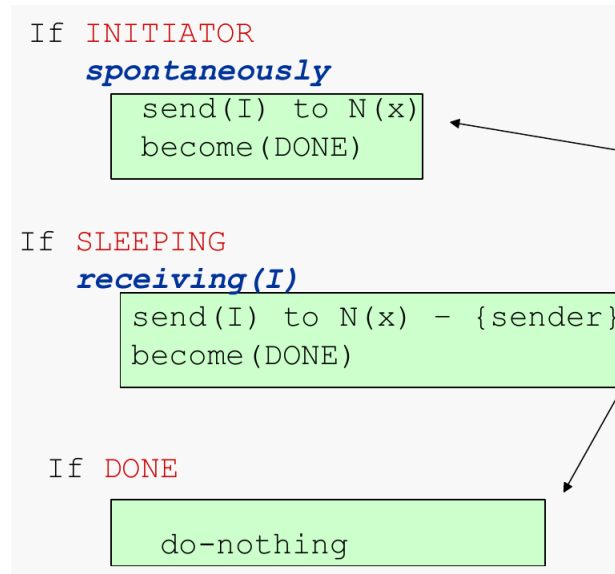 If INITIATOR
spontaneously
send(I) to N(x)
become(DONE)
If SLEEPING
receiving(I)
send(I) to N(x) – {sender}
become(DONE)
If DONE
do-nothing